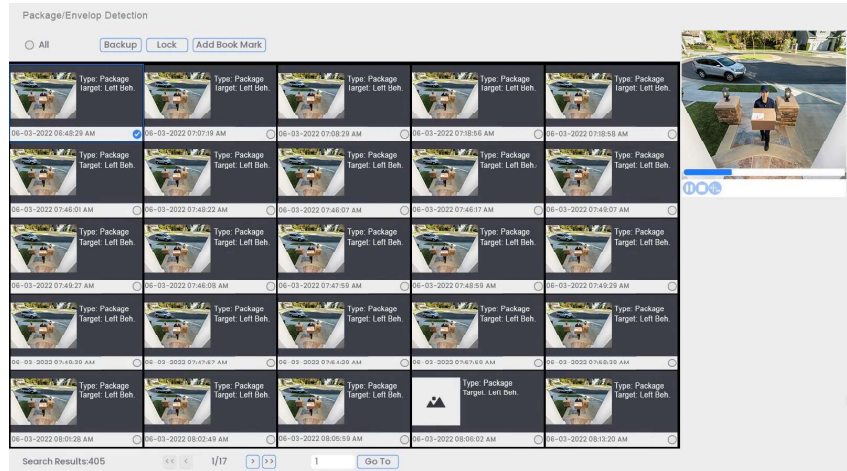 Package/Envelop Detection
All
Backup
Lock
Add Book Mark
Type: Package
Target: Left Beh.
Type: Package
Target: Left Beh.
Type: Package
Target: Left Beh.
Type: Package
Target: Left Beh.
Type: Package
Target: Left Beh.
06-03-2022 06:48:29 AM
06-03-2022 07:07:19 AM
06-03-2022 07:08:29 AM
06-03-2022 07:18:56 AM
06-03-2022 07:18:58 AM
Type: Package
Target: Left Beh.
Type: Package
Target: Left Beh.
Type: Package
Target: Left Beh.
Type: Package
Target: Left Beh.
Type: Package
Target: Left Beh.
06-03-2022 07:46:01 AM
06-03-2022 07:48:22 AM
06-03-2022 07:46:07 AM
06-03-2022 07:46:17 AM
06-03-2022 07:49:07 AM
Type: Package
Target: Left Beh.
Type: Package
Target: Left Beh.
Type: Package
Target: Left Beh.
Type: Package
Target: Left Beh.
Type: Package
Target: Left Beh.
06-03-2022 07:49:27 AM
06-03-2022 07:46:08 AM
06-03-2022 07:47:59 AM
06-03-2022 07:48:59 AM
06-03-2022 07:49:29 AM
Type: Package
Target: Left Beh.
Type: Package
Target: Left Beh.
Type: Package
Target: Left Beh.
Type: Package
Target: Left Beh.
Type: Package
Target: Left Beh.
Type: Package
Target: Left Beh.
Type: Package
Target: Left Beh.
Type: Package
Target: Left Beh.
Type: Package
Target: Left Beh.
Type: Package
Target: Left Beh.
06-03-2022 08:01:28 AM
06-03-2022 08:02:49 AM
06-03-2022 08:05:59 AM
06-03-2022 08:06:02 AM
06-03-2022 08:13:20 AM
Search Results:405
<< < 1/17 > >> 1 Go To